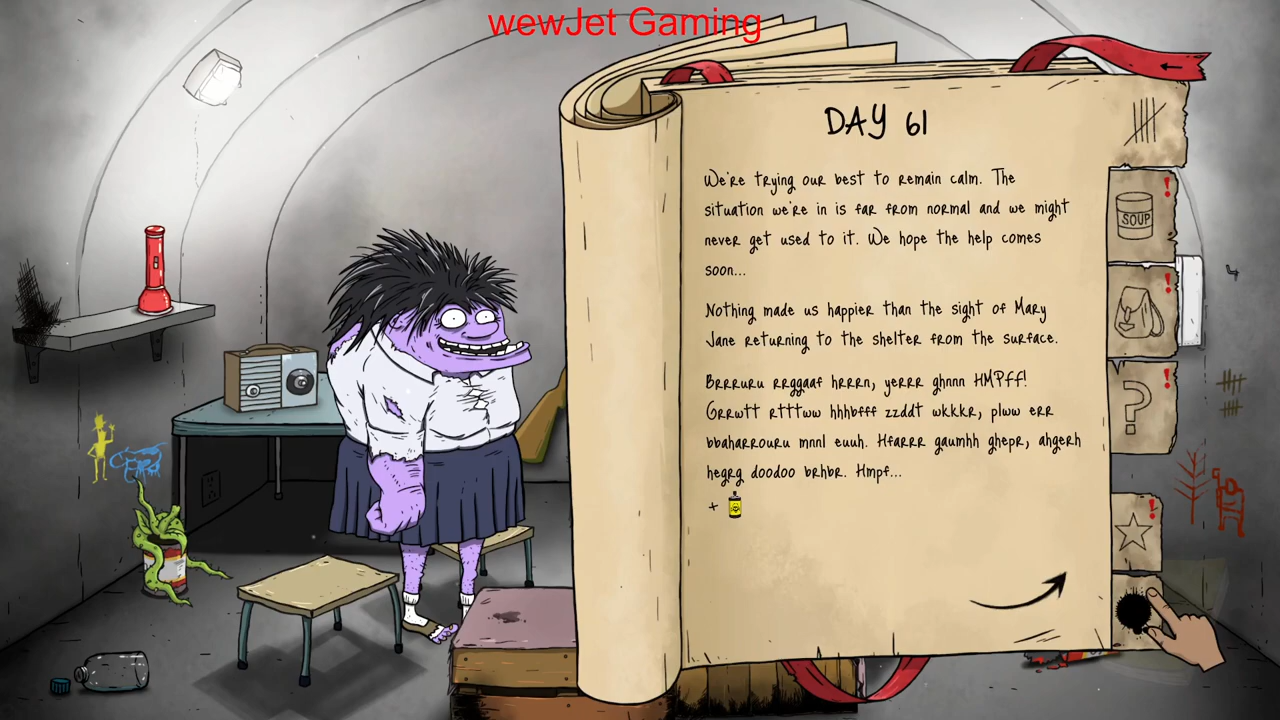 wewJet Gaming
DAY 61
We're trying our best to remain calm. The
situation we're in is far from normal and we might
never get used to it. We hope the help comes
soon...
Nothing made us happier than the sight of Mary
Jane returning to the shelter from the surface.
Brrruru rrggaaf hrrrn, yerrr ghnnn HMPFF!
Grrwtt rtttww hhhbfff zzddt wkkkr, plww err
bbaharrouru mnnl euuh. Hfarrr gaumhh ghepr, ahgerh
hegrg doodoo brhbr. Hmpf...
+
SOUP
!
!
?
!
!